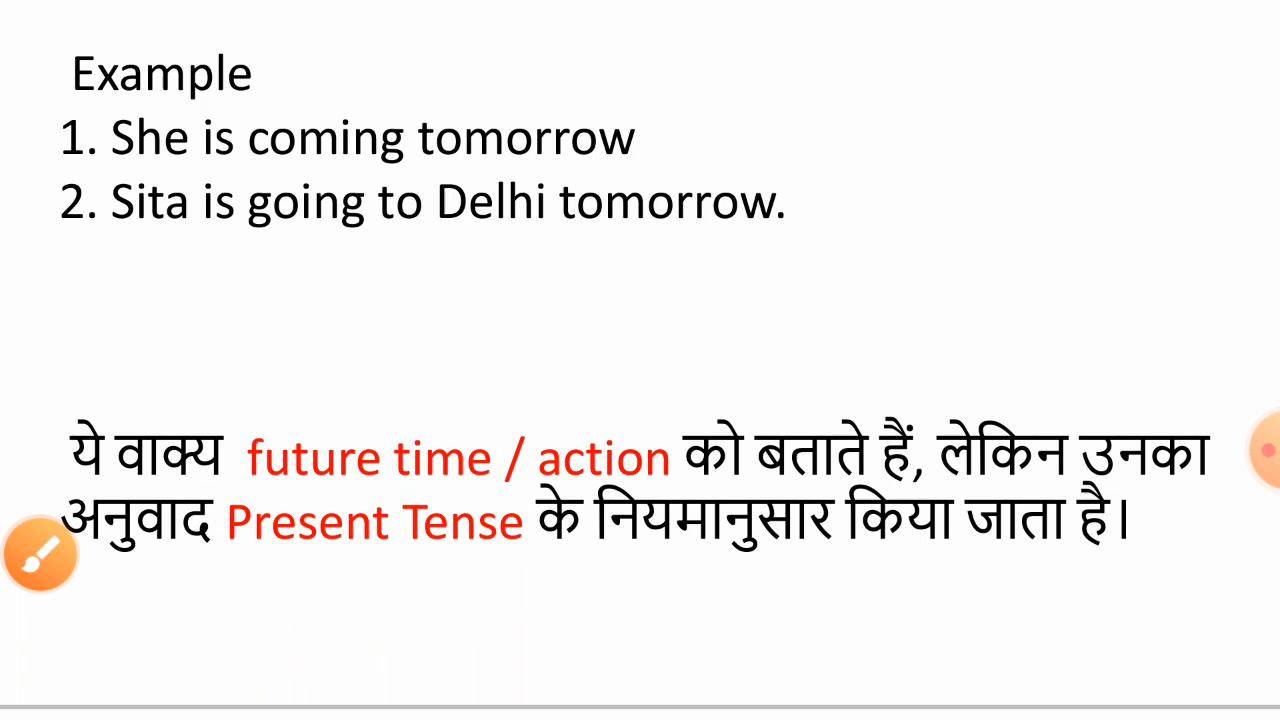 Example
1. She is coming tomorrow
2. Sita is going to Delhi tomorrow.
ये वाक्य future time / action को बताते हैं, लेकिन उनका
अनुवाद Present Tense के नियमानुसार किया जाता है।